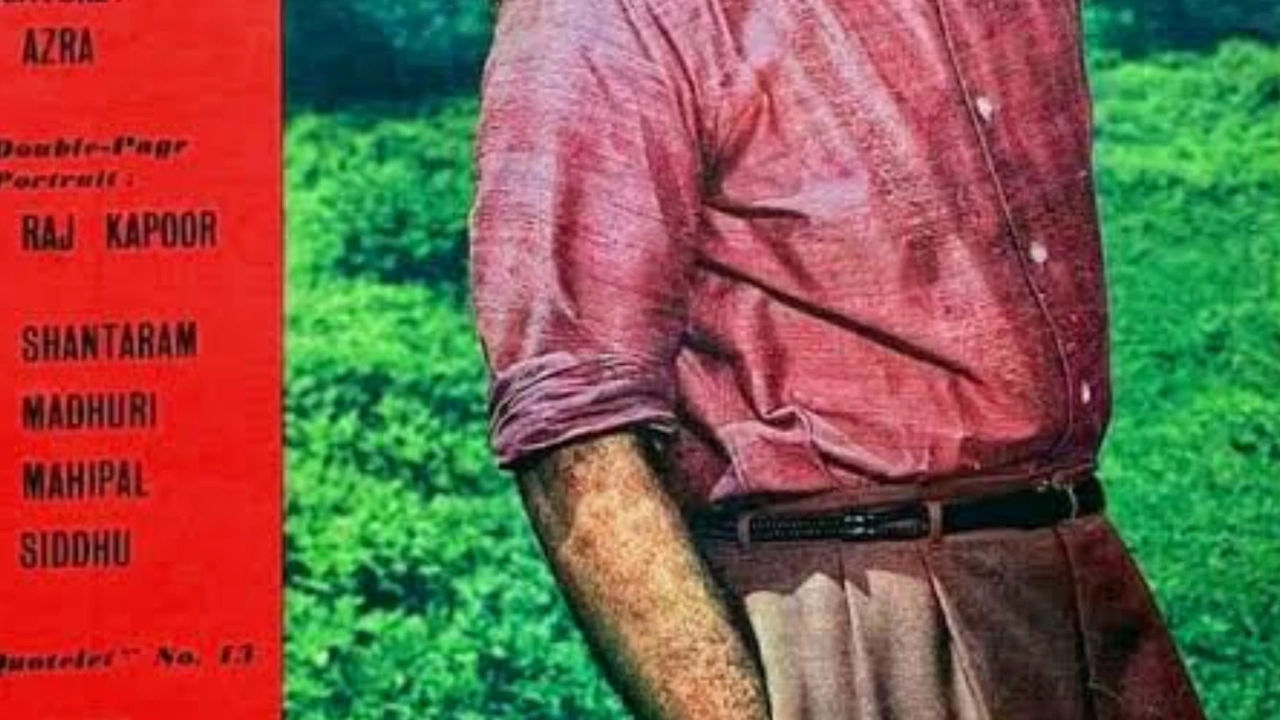 AZRA
Double-Page
Portrait :
RAJ KAPOOR
SHANTARAM
MADHURI
MAHIPAL
SIDDHU
No. 13